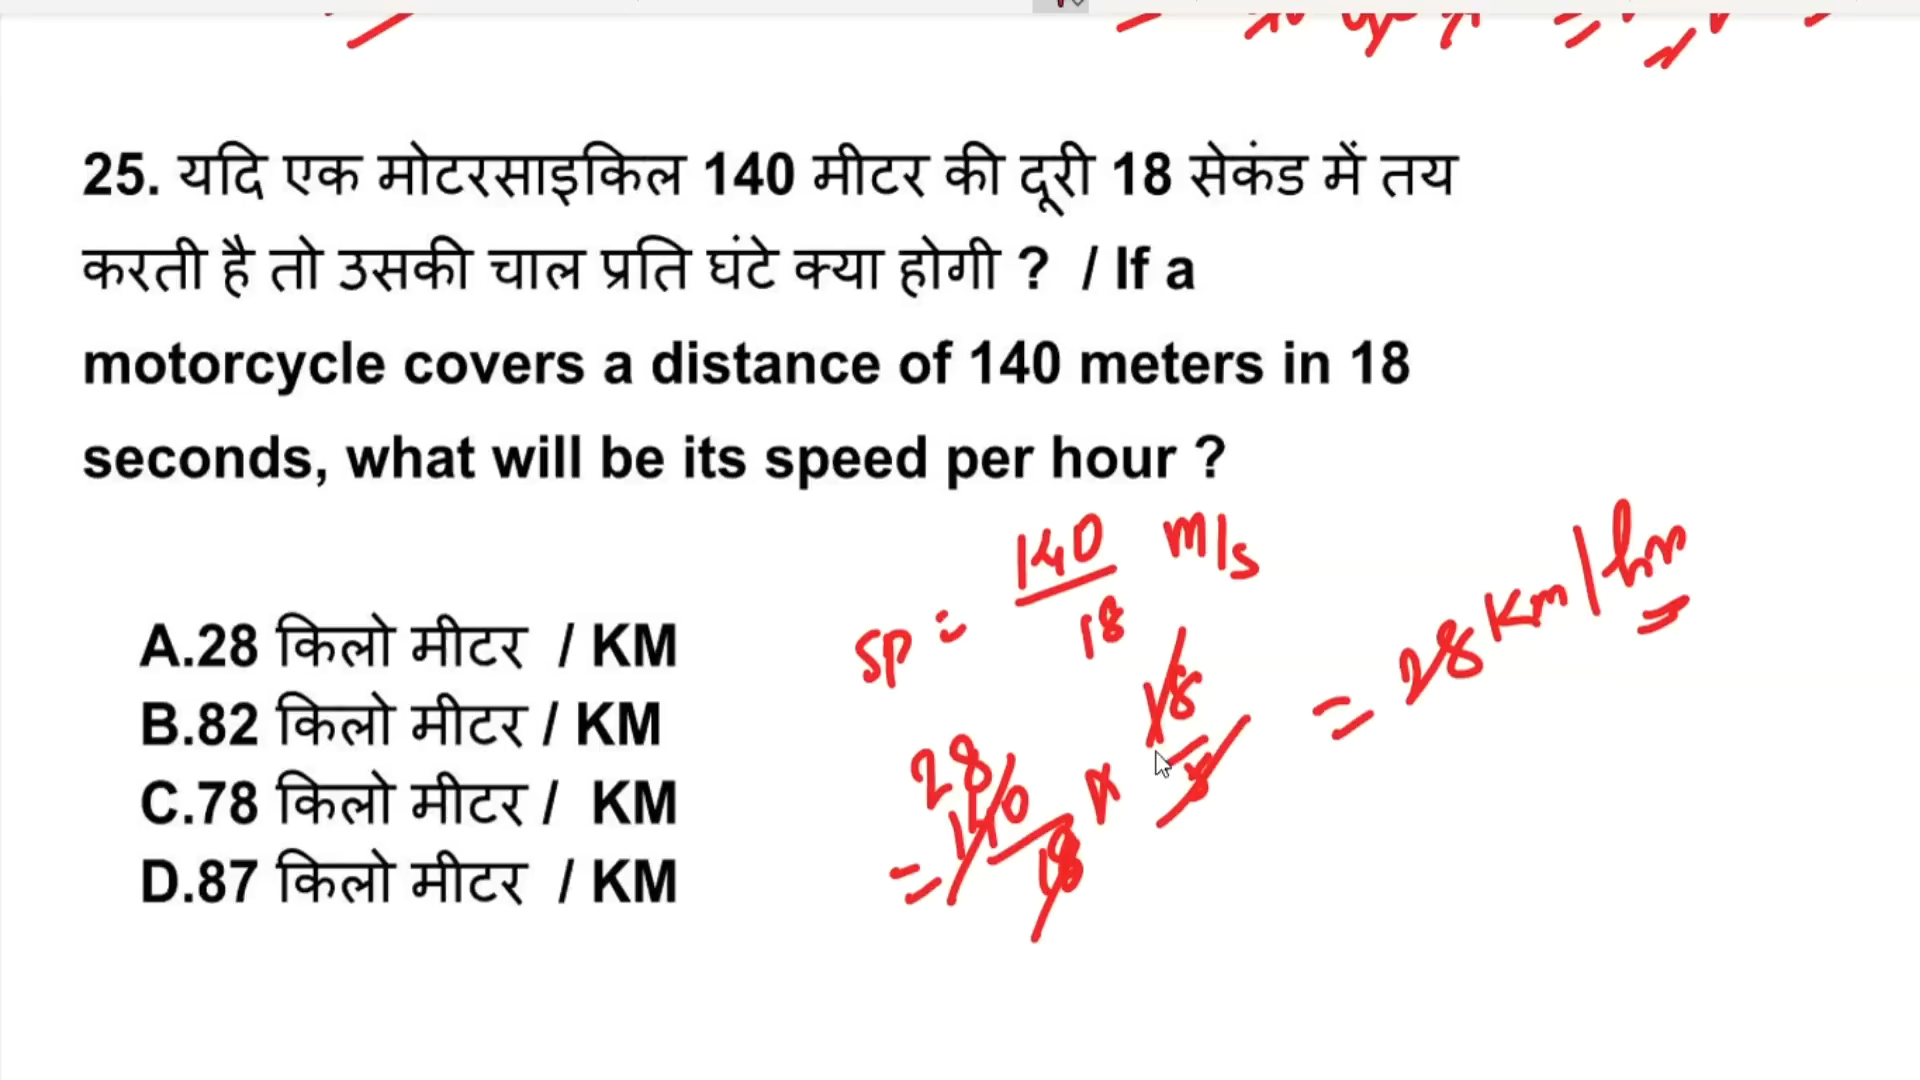 25. यदि एक मोटरसाइकिल 140 मीटर की दूरी 18 सेकंड में तय
करती है तो उसकी चाल प्रति घंटे क्या होगी ? / If a
motorcycle covers a distance of 140 meters in 18
seconds, what will be its speed per hour ?
A.28 किलो मीटर / KM
B.82 किलो मीटर / KM
C.78 किलो मीटर / KM
D.87 किलो मीटर / KM
SP = 140/18 m/s
= 140/18 × 18/5 = 28 Km/hr
28